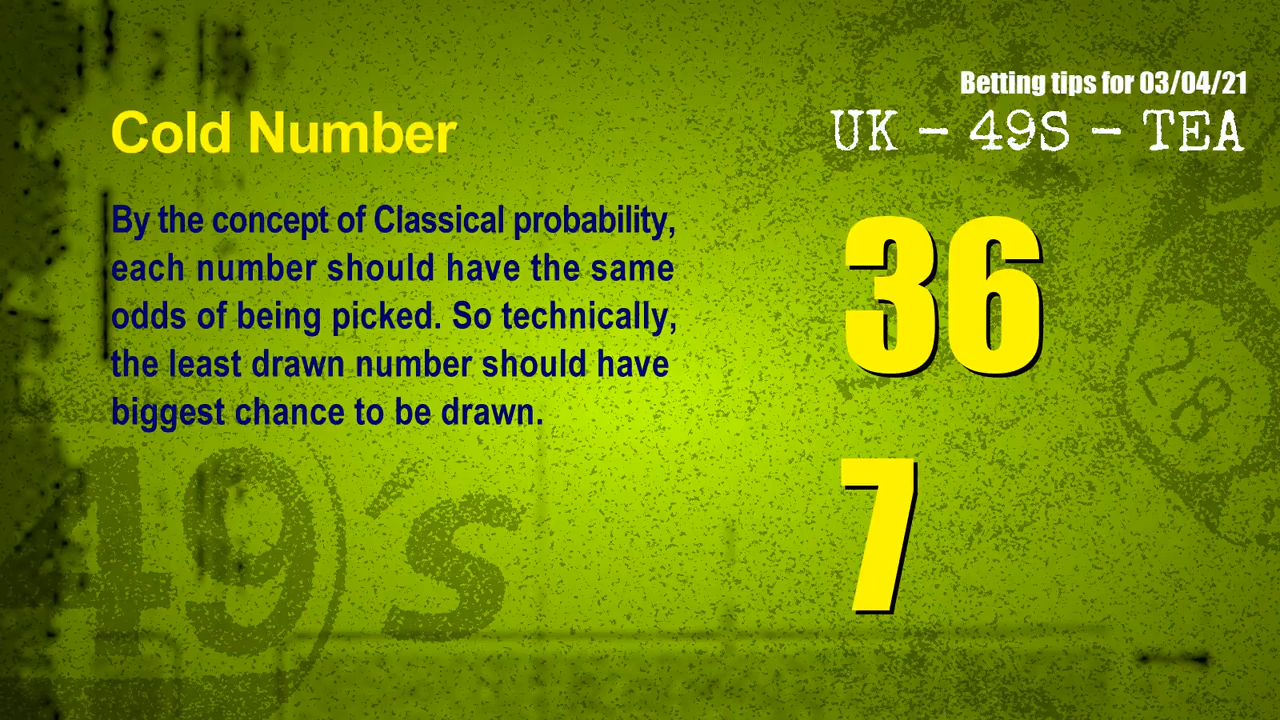 Betting tips for 03/04/21
UK - 49S - TEA
Cold Number
By the concept of Classical probability,
each number should have the same
odds of being picked. So technically,
the least drawn number should have
biggest chance to be drawn.
36
7
28
49's